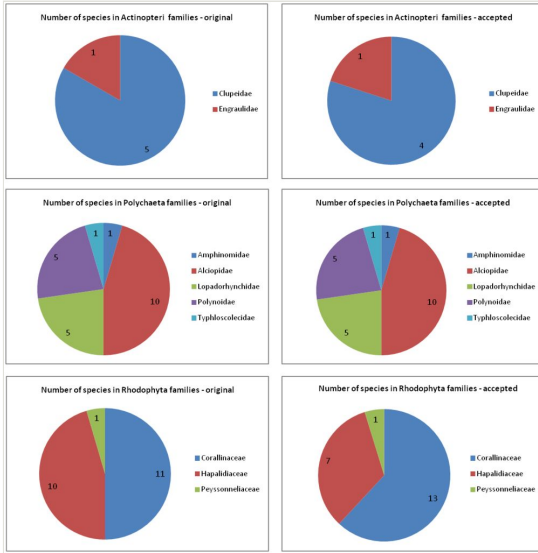 Number of species in Actinopteri families - original
1
5
Clupeidae
Engraulidae
Number of species in Actinopteri families - accepted
1
4
Clupeidae
Engraulidae
Number of species in Polychaeta families - original
1
1
5
10
5
Amphinomidae
Alciopidae
Lopadorhynchidae
Polynoidae
Typhloscolecidae
Number of species in Polychaeta families - accepted
1
1
5
10
5
Amphinomidae
Alciopidae
Lopadorhynchidae
Polynoidae
Typhloscolecidae
Number of species in Rhodophyta families - original
1
11
10
Corallinaceae
Hapalidiaceae
Peyssonneliaceae
Number of species in Rhodophyta families - accepted
1
7
13
Corallinaceae
Hapalidiaceae
Peyssonneliaceae